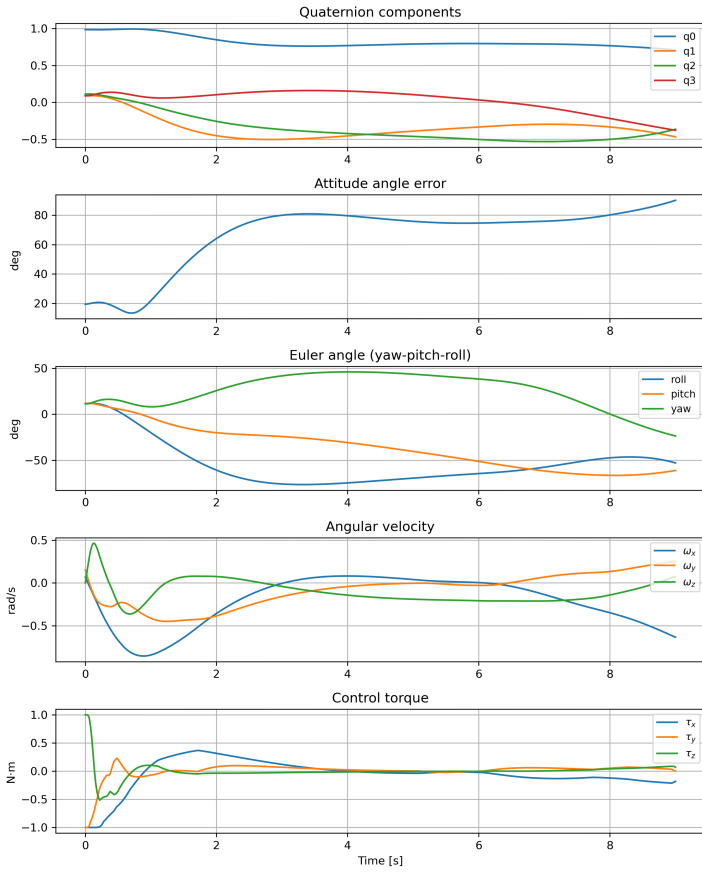 Quaternion components
1.0
0.5
0.0
−0.5
0
2
4
6
8
q0
q1
q2
q3
Attitude angle error
deg
80
60
40
20
0
2
4
6
8
Euler angle (yaw-pitch-roll)
deg
50
0
−50
0
2
4
6
8
roll
pitch
yaw
Angular velocity
rad/s
0.5
0.0
−0.5
0
2
4
6
8
ωx
ωy
ωz
Control torque
N·m
1.0
0.5
0.0
−0.5
−1.0
0
2
4
6
8
τx
τy
τz
Time [s]